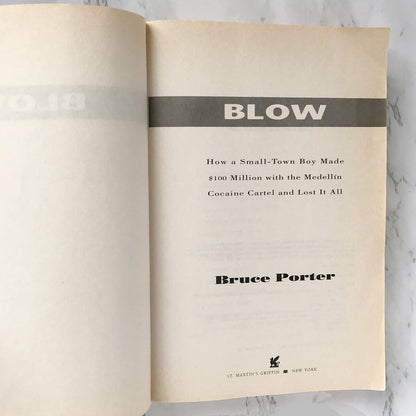 BLOW
How a Small-Town Boy Made
$100 Million with the Medellín
Cocaine Cartel and Lost It All
Bruce Porter
ST. MARTIN'S GRIFFIN NEW YORK